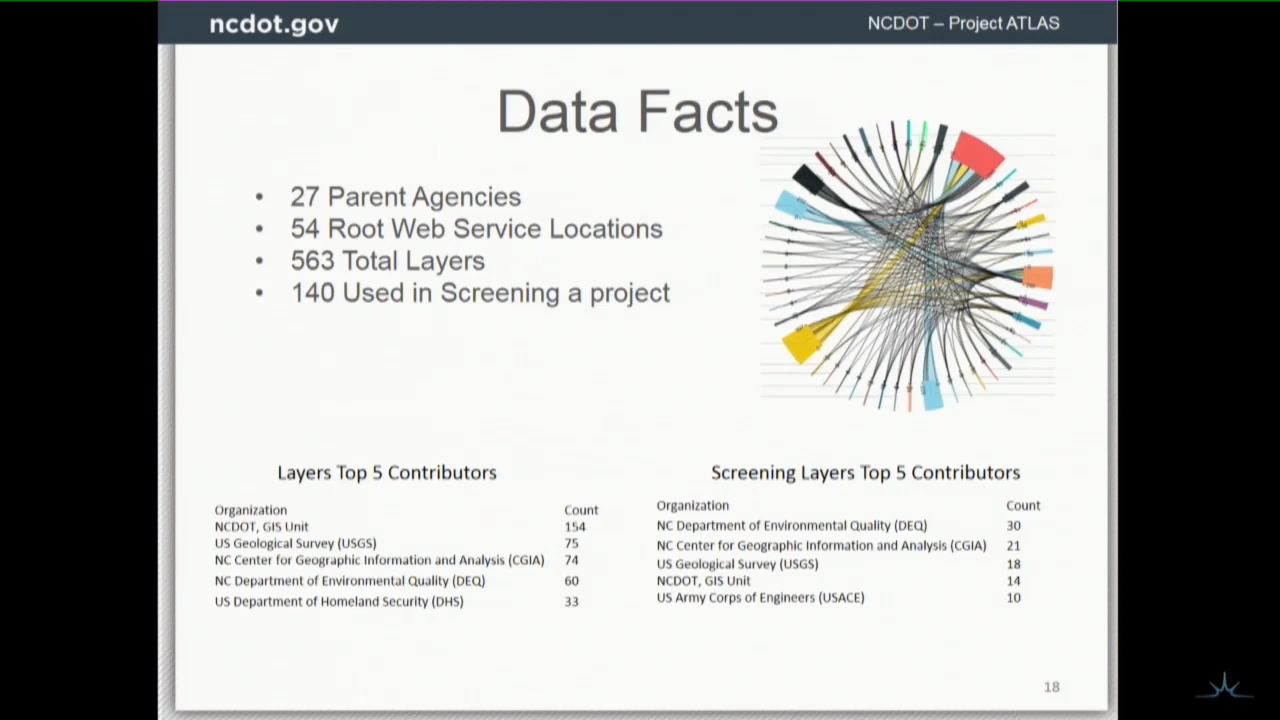 ncdot.gov
NCDOT – Project ATLAS
Data Facts
• 27 Parent Agencies
• 54 Root Web Service Locations
• 563 Total Layers
• 140 Used in Screening a project
Layers Top 5 Contributors
Organization Count
NCDOT, GIS Unit 154
US Geological Survey (USGS) 75
NC Center for Geographic Information and Analysis (CGIA) 74
NC Department of Environmental Quality (DEQ) 60
US Department of Homeland Security (DHS) 33
Screening Layers Top 5 Contributors
Organization Count
NC Department of Environmental Quality (DEQ) 30
NC Center for Geographic Information and Analysis (CGIA) 21
US Geological Survey (USGS) 18
NCDOT, GIS Unit 14
US Army Corps of Engineers (USACE) 10
18